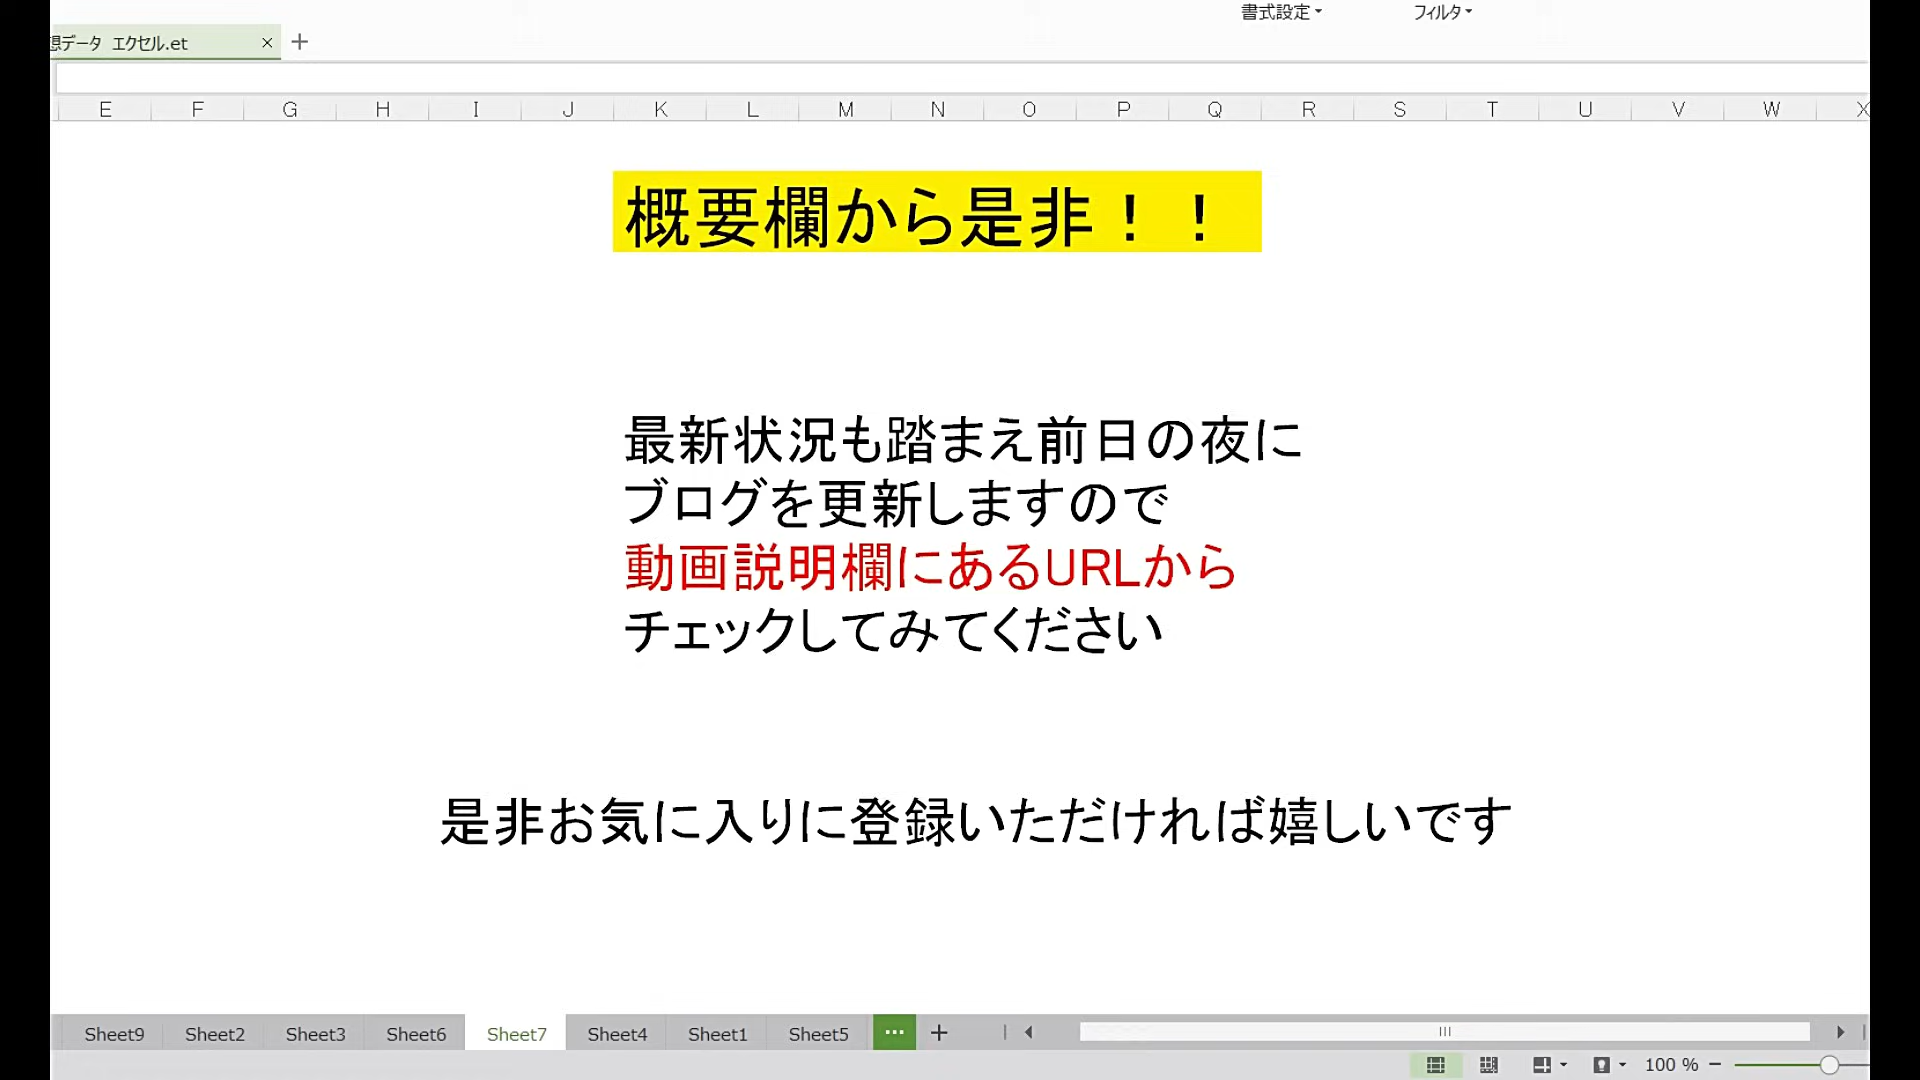 書式設定
フィルタ
想データ エクセル.et
E F G H I J K L M N O P Q R S T U V W X
概要欄から是非！！
最新状況も踏まえ前日の夜に
ブログを更新しますので
動画説明欄にあるURLから
チェックしてみてください
是非お気に入りに登録いただければ嬉しいです
Sheet9 Sheet2 Sheet3 Sheet6 Sheet7 Sheet4 Sheet1 Sheet5 ...
100 %